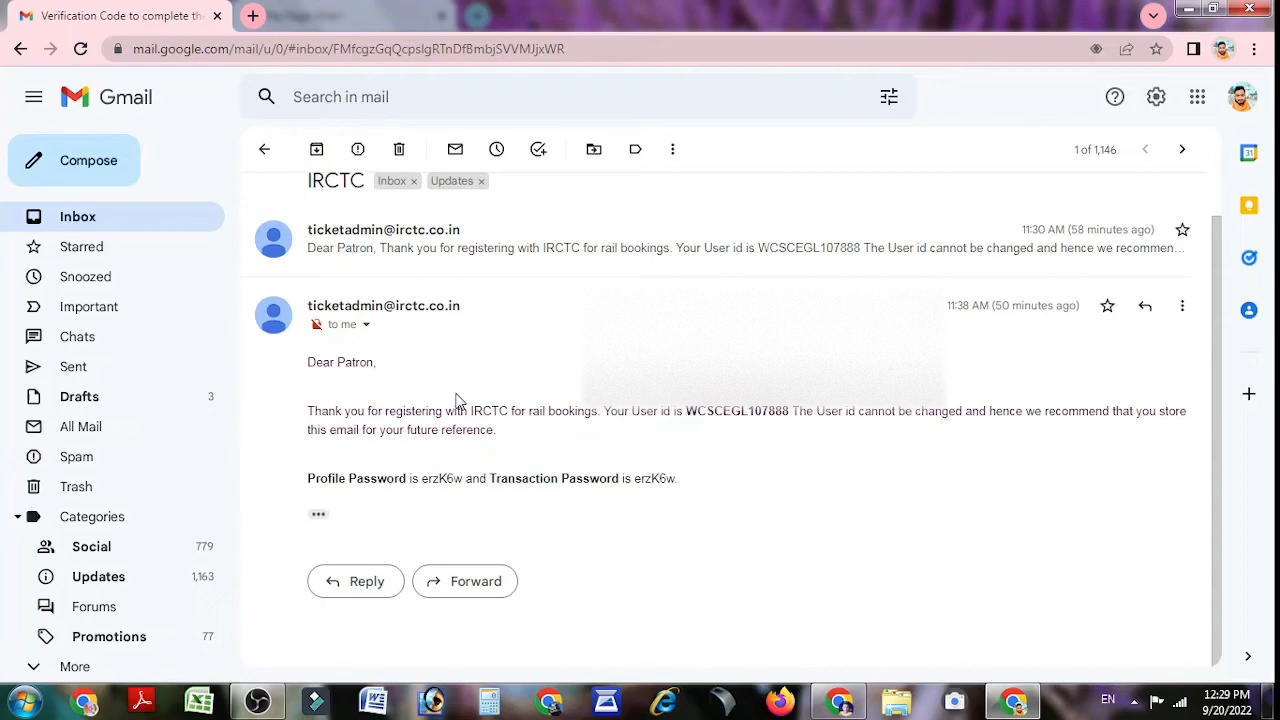 Verification Code to complete the
mail.google.com/mail/u/0/#inbox/FMfcgzGqQcpslgRTnDfBmbjSVVMJjxWR
Gmail
Search in mail
Compose
1 of 1,146
IRCTC Inbox × Updates ×
Inbox
Starred
Snoozed
Important
Chats
Sent
Drafts 3
All Mail
Spam
Trash
Categories
Social 779
Updates 1,163
Forums
Promotions 77
More
ticketadmin@irctc.co.in 11:30 AM (58 minutes ago)
Dear Patron, Thank you for registering with IRCTC for rail bookings. Your User id is WCSCEGL107888 The User id cannot be changed and hence we recommen...
ticketadmin@irctc.co.in 11:38 AM (50 minutes ago)
to me
Dear Patron,
Thank you for registering with IRCTC for rail bookings. Your User id is WCSCEGL107888 The User id cannot be changed and hence we recommend that you store
this email for your future reference.
Profile Password is erzK6w and Transaction Password is erzK6w.
Reply Forward
31
EN 12:29 PM
9/20/2022